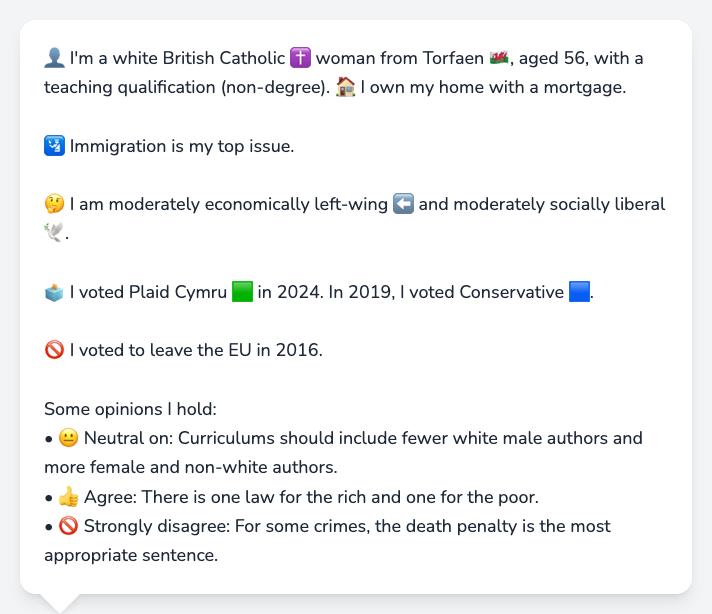 👤 I'm a white British Catholic ✝️ woman from Torfaen 🏴󠁧󠁢󠁷󠁬󠁳󠁿, aged 56, with a
teaching qualification (non-degree). 🏠 I own my home with a mortgage.
🛂 Immigration is my top issue.
🤔 I am moderately economically left-wing ⬅️ and moderately socially liberal
🕊️.
🗳️ I voted Plaid Cymru 🟩 in 2024. In 2019, I voted Conservative 🟦.
🚫 I voted to leave the EU in 2016.
Some opinions I hold:
• 😐 Neutral on: Curriculums should include fewer white male authors and
more female and non-white authors.
• 👍 Agree: There is one law for the rich and one for the poor.
• 🚫 Strongly disagree: For some crimes, the death penalty is the most
appropriate sentence.